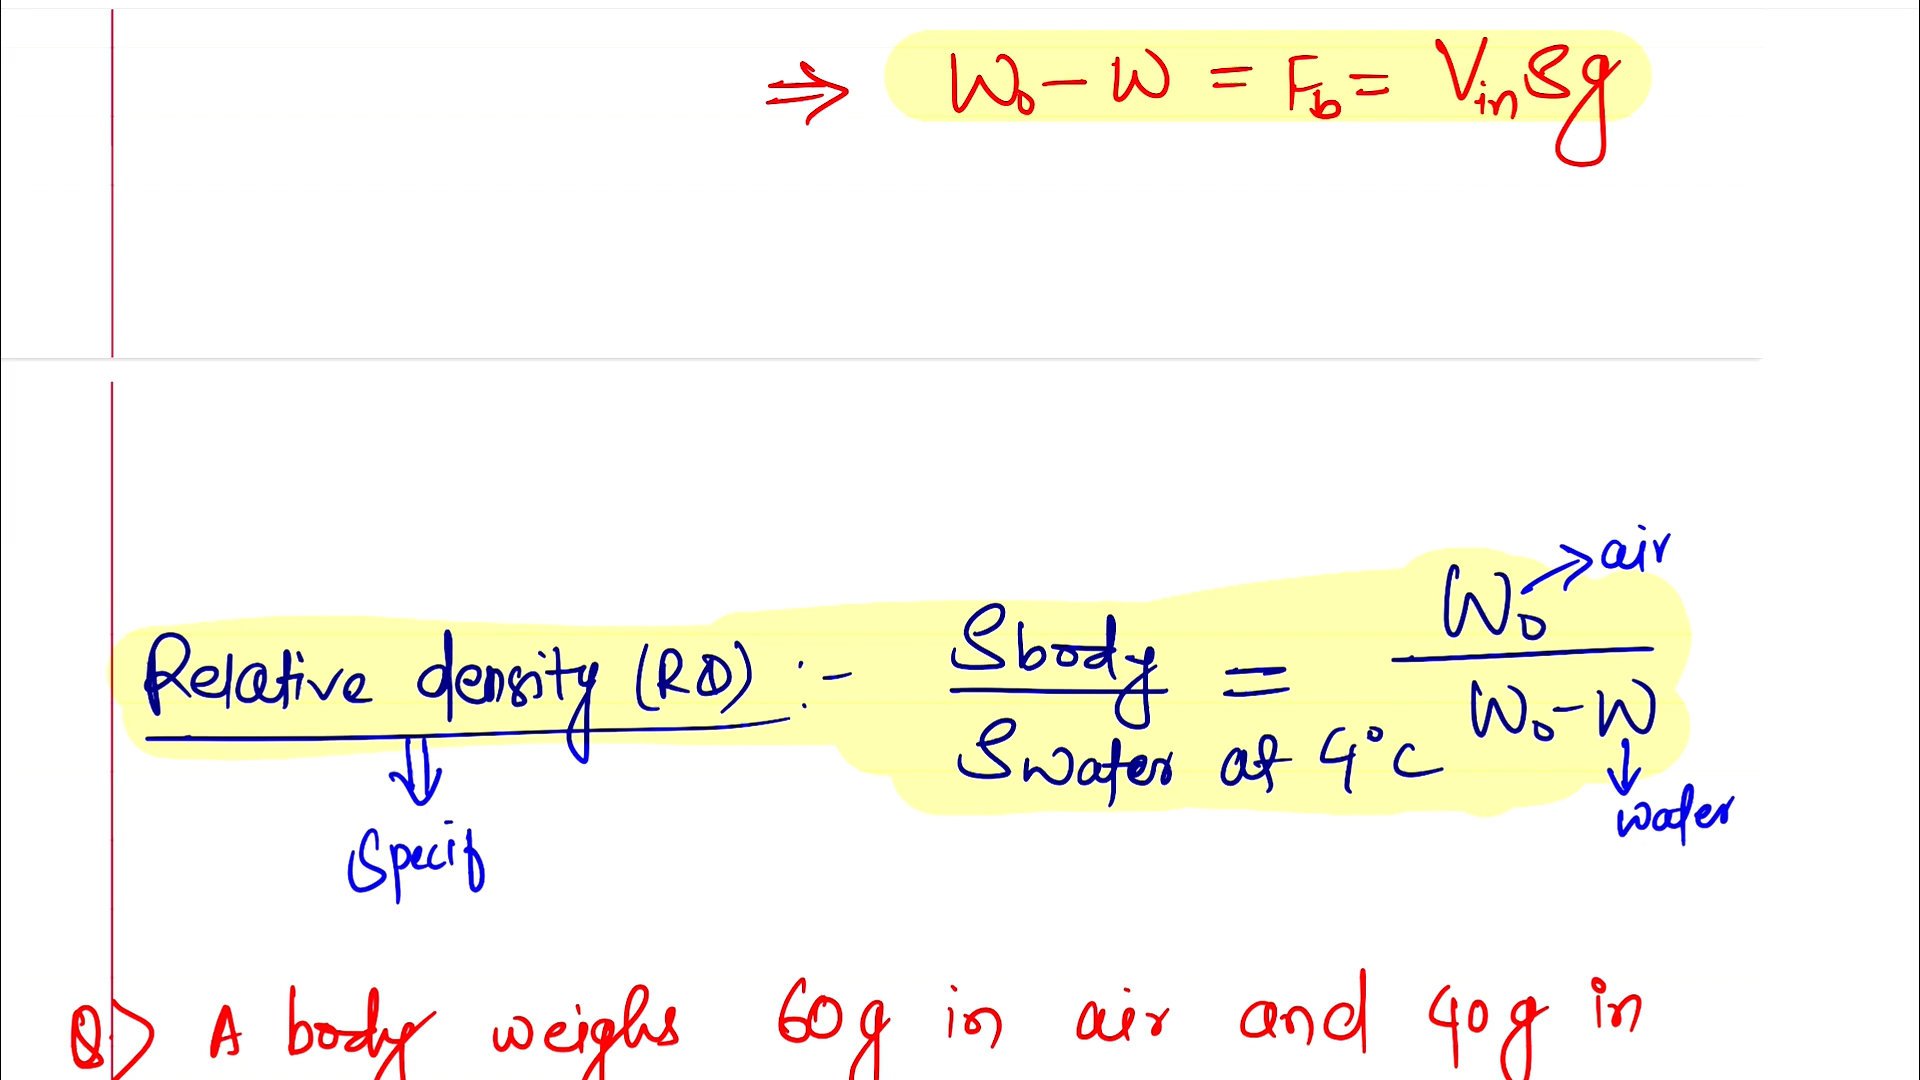 ⇒ W₀ - W = F_b = V_in ρg
→ air
Relative density (RD) :- ρbody / ρwater at 4°C = W₀ / W₀ - W
↓ water
⇓
Specif
Q> A body weighs 60g in air and 40g in